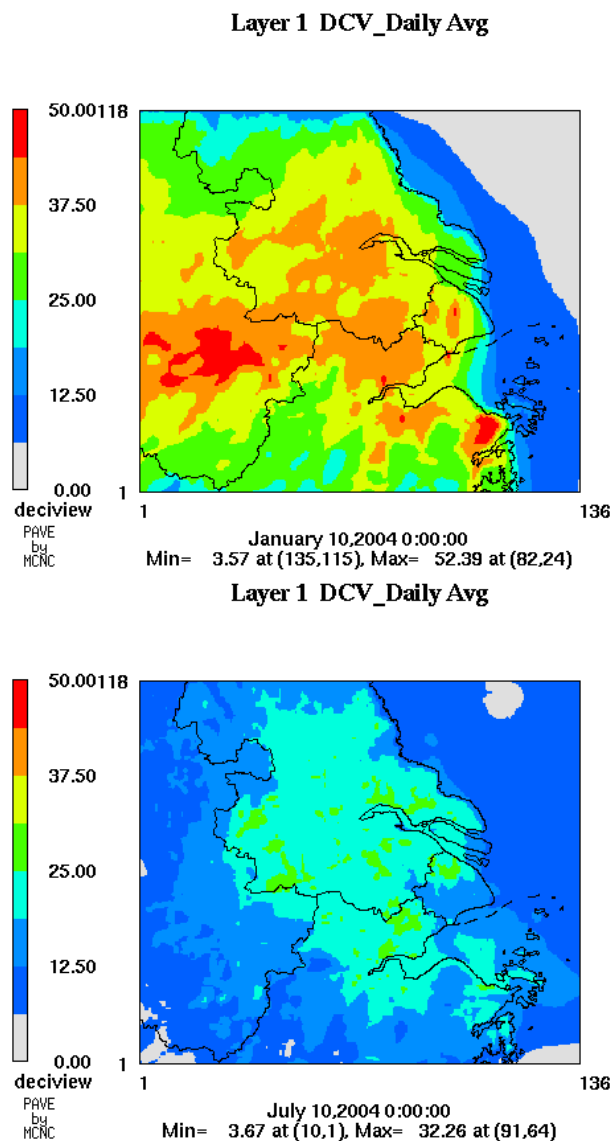 Layer 1 DCV_Daily Avg
50.00
118
37.50
25.00
12.50
0.00
1
deciview
1
136
PAVE
by
MCNC
January 10,2004 0:00:00
Min= 3.57 at (135,115), Max= 52.39 at (82,24)
Layer 1 DCV_Daily Avg
50.00
118
37.50
25.00
12.50
0.00
1
deciview
1
136
PAVE
by
MCNC
July 10,2004 0:00:00
Min= 3.67 at (10,1), Max= 32.26 at (91,64)